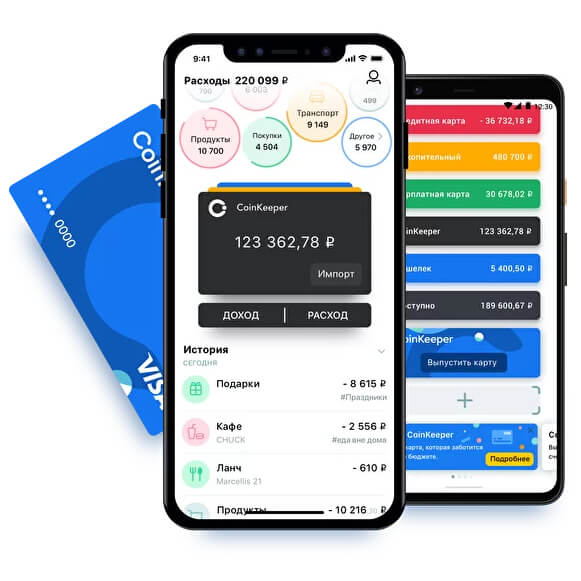 9:41
Расходы 220 099 ₽
790
6 003
499
Транспорт
9 149
Продукты
10 700
Покупки
4 504
Другое >
5 970
CoinKeeper
123 362,78 ₽
Импорт
ДОХОД | РАСХОД
История
СЕГОДНЯ
Подарки - 8 615 ₽
#Праздники
Кафе - 2 556 ₽
CHUCK #еда вне дома
Ланч - 610 ₽
Marcellis 21
Продукты - 10 216
Coin
•••• 0000
VISA
12:30
едитная карта - 36 732,18 ₽
копительный 480 700 ₽
рплатная карта 30 678,02 ₽
inKeeper 123 362,78 ₽
шелек 5 400,50 ₽
оступно 189 600,67 ₽
oinKeeper
Выпустить карту
+
CoinKeeper
арта, которая заботится
бюджете.
Подробнее